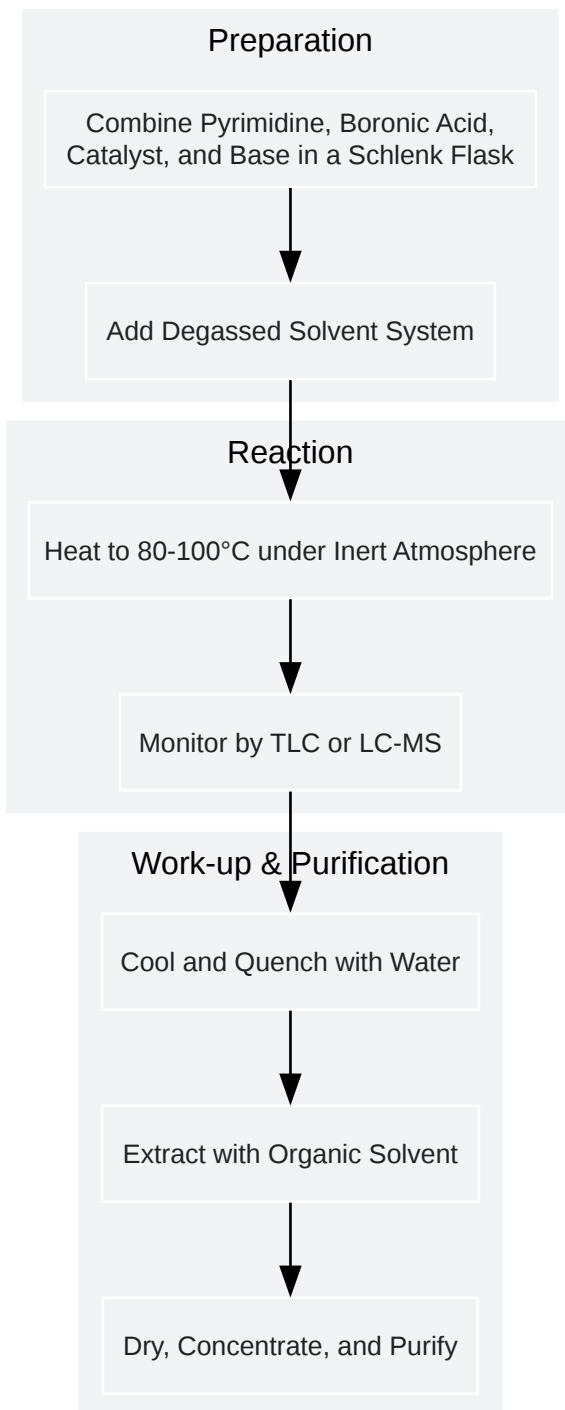 Preparation
Combine Pyrimidine, Boronic Acid,
Catalyst, and Base in a Schlenk Flask
Add Degassed Solvent System
Reaction
Heat to 80-100°C under Inert Atmosphere
Monitor by TLC or LC-MS
Work-up & Purification
Cool and Quench with Water
Extract with Organic Solvent
Dry, Concentrate, and Purify